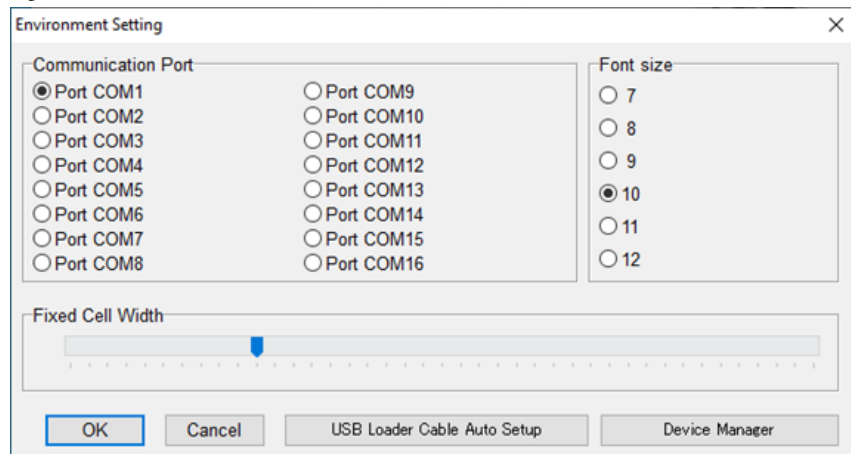 Environment Setting
Communication Port
Port COM1
Port COM2
Port COM3
Port COM4
Port COM5
Port COM6
Port COM7
Port COM8
Port COM9
Port COM10
Port COM11
Port COM12
Port COM13
Port COM14
Port COM15
Port COM16
Font size
7
8
9
10
11
12
Fixed Cell Width
OK
Cancel
USB Loader Cable Auto Setup
Device Manager